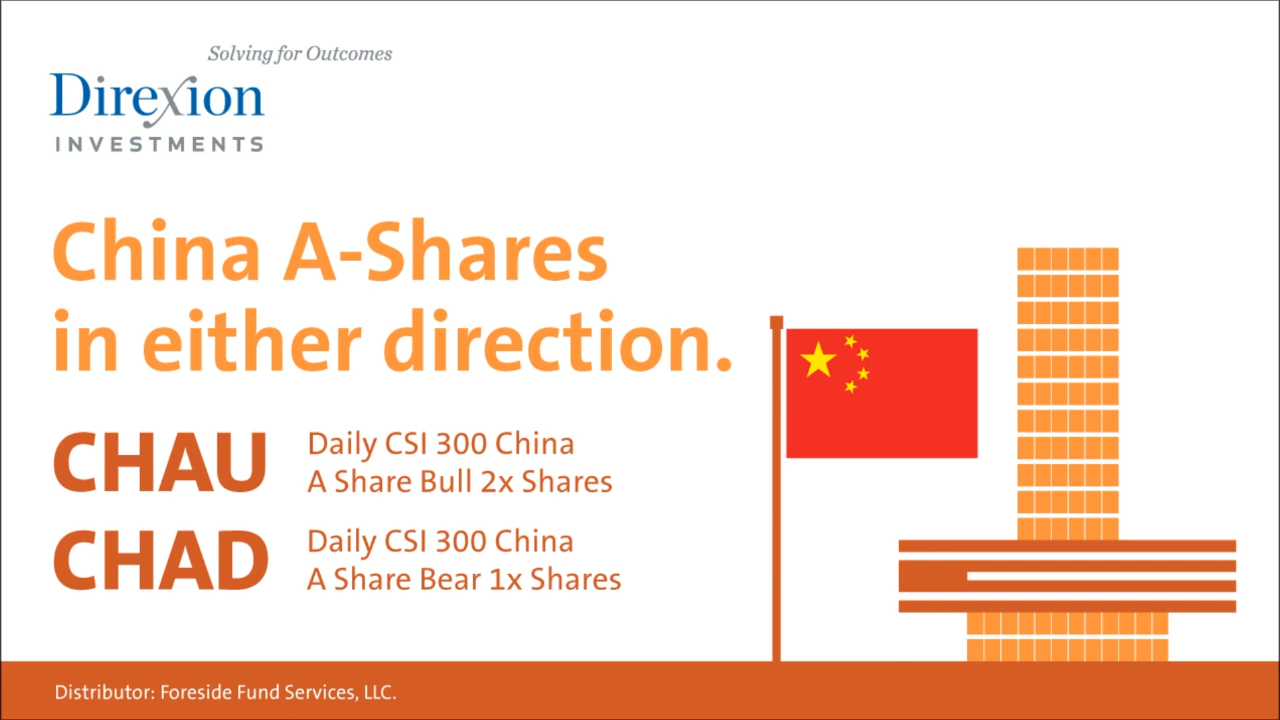 Solving for Outcomes
Direxion
INVESTMENTS
China A-Shares
in either direction.
CHAU
Daily CSI 300 China
A Share Bull 2x Shares
CHAD
Daily CSI 300 China
A Share Bear 1x Shares
Distributor: Foreside Fund Services, LLC.